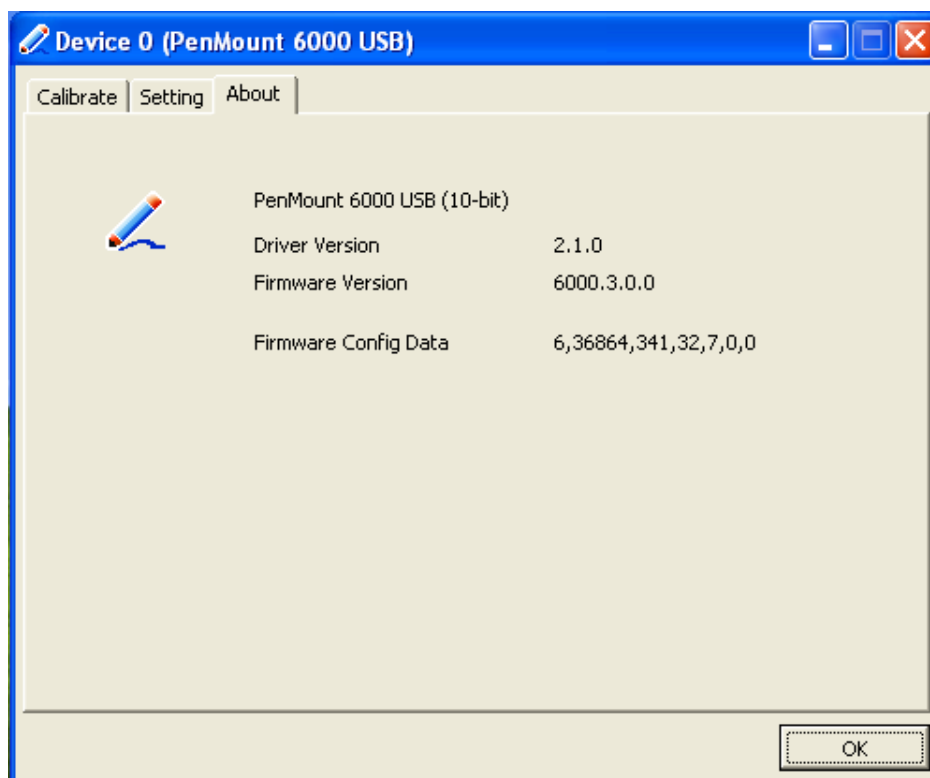 Device 0 (PenMount 6000 USB)
Calibrate Setting About
PenMount 6000 USB (10-bit)
Driver Version 2.1.0
Firmware Version 6000.3.0.0
Firmware Config Data 6,36864,341,32,7,0,0
OK